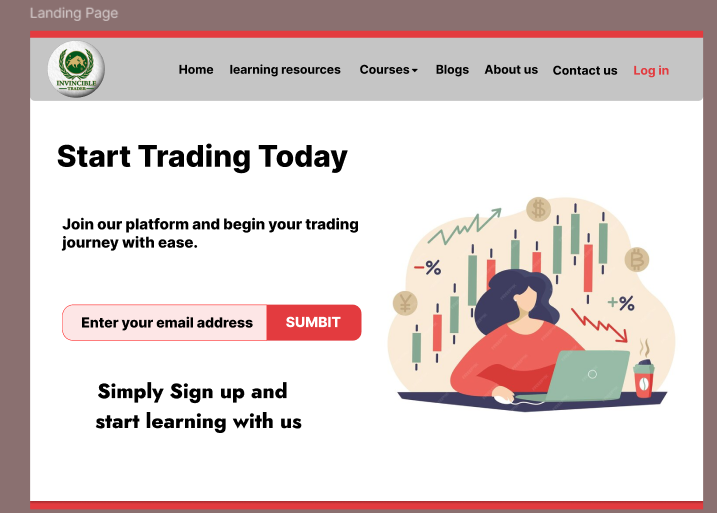 Landing Page
INVINCIBLE
TRADER
Home learning resources Courses Blogs About us Contact us Log in
Start Trading Today
Join our platform and begin your trading
journey with ease.
Enter your email address SUMBIT
Simply Sign up and
start learning with us
$
-%
B
¥
+%